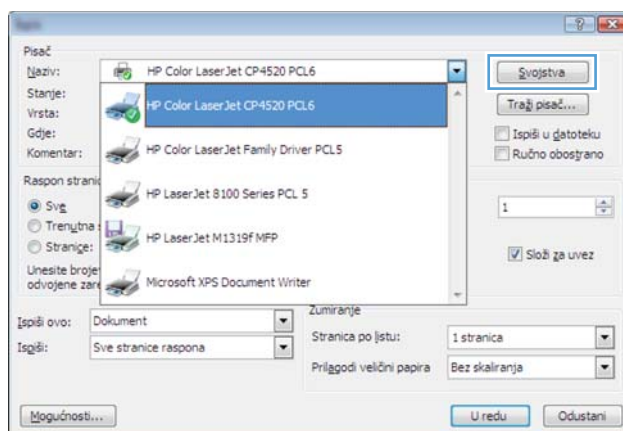 Pisač
Naziv: HP Color LaserJet CP4520 PCL6 Svojstva
Stanje: HP Color LaserJet CP4520 PCL6
Vrsta: Traži pisač...
Gdje: Ispiši u datoteku
Komentar: HP Color LaserJet Family Driver PCL5 Ručno obostrano
Raspon stranic
Sve HP LaserJet 8100 Series PCL 5 1
Trenutna s
Stranice: HP LaserJet M1319f MFP Složi za uvez
Unesite broje
odvojene zare Microsoft XPS Document Writer
Ispiši ovo: Dokument Zumiranje
Ispiši: Sve stranice raspona Stranica po listu: 1 stranica
Prilagodi veličini papira Bez skaliranja
Mogućnosti... U redu Odustani